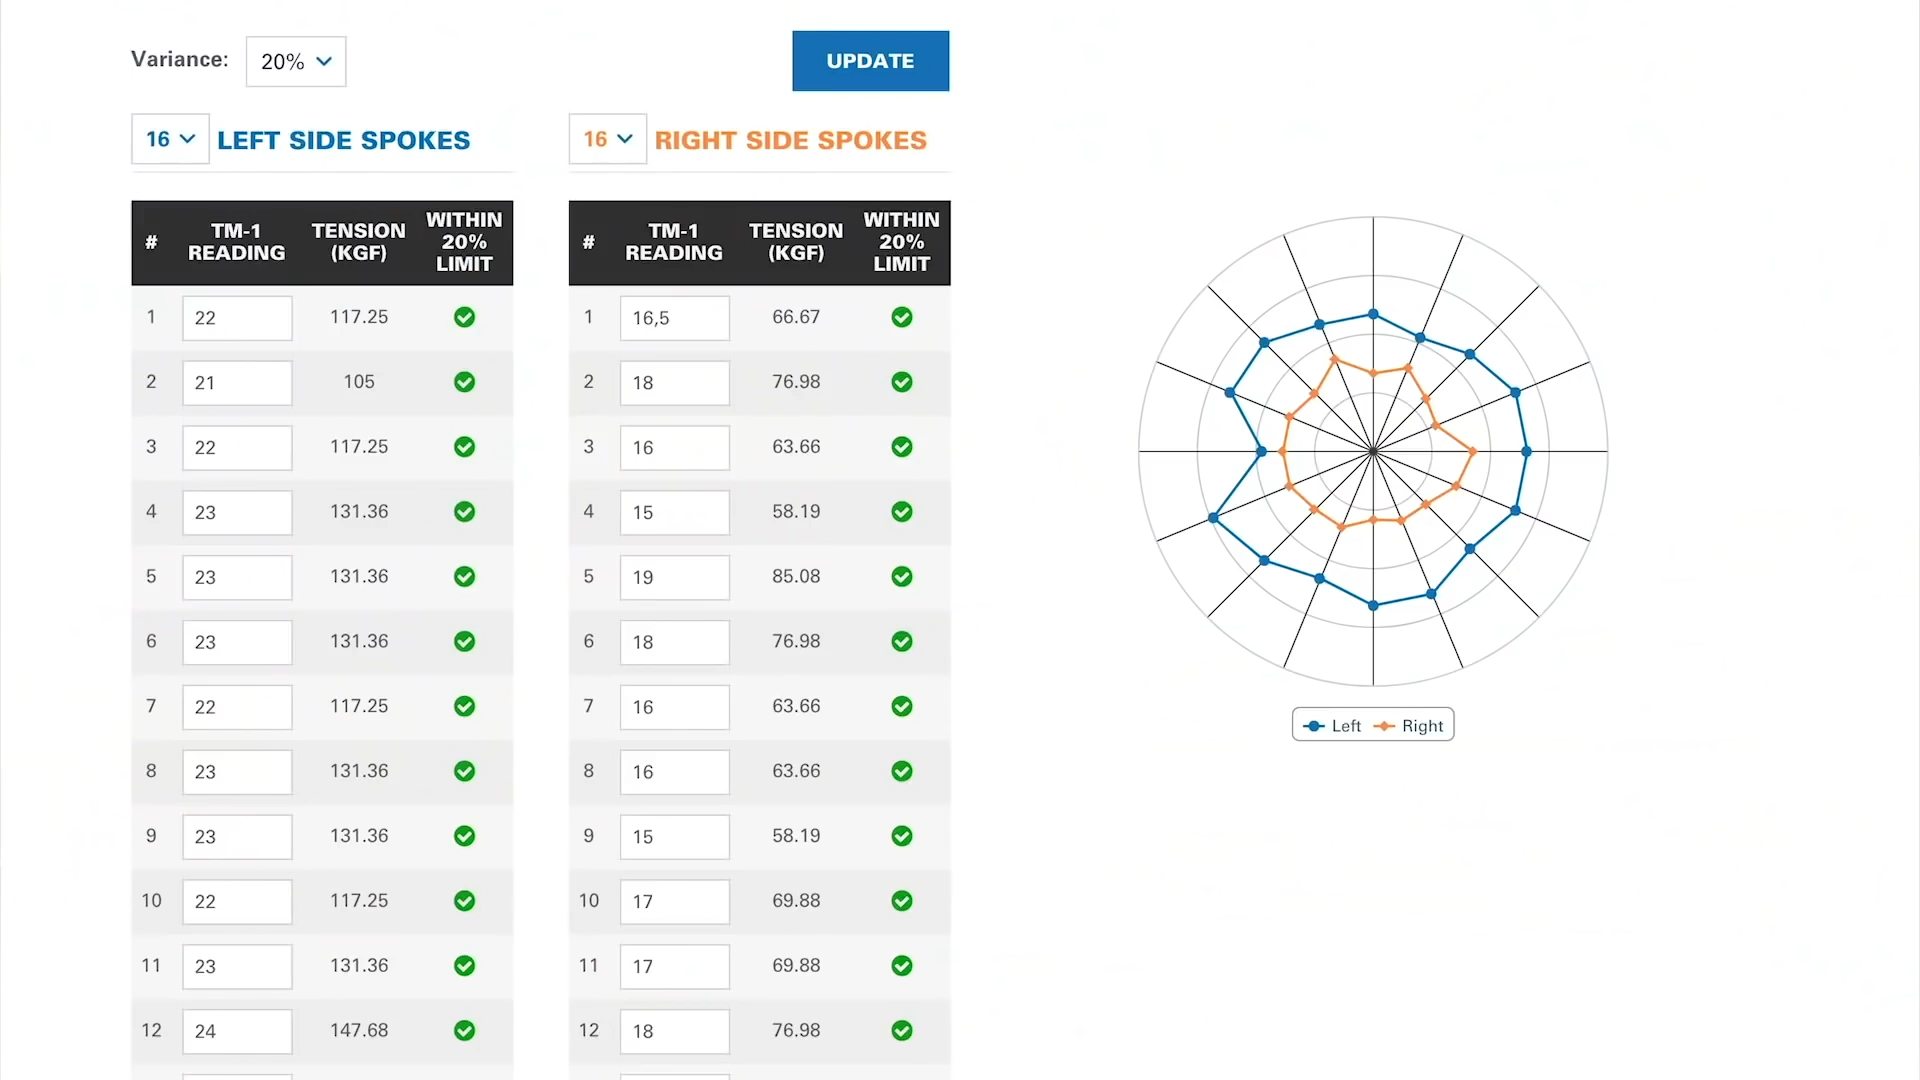 Variance: 20% UPDATE
16 LEFT SIDE SPOKES
# TM-1 READING TENSION (KGF) WITHIN 20% LIMIT
1 22 117.25
2 21 105
3 22 117.25
4 23 131.36
5 23 131.36
6 23 131.36
7 22 117.25
8 23 131.36
9 23 131.36
10 22 117.25
11 23 131.36
12 24 147.68
16 RIGHT SIDE SPOKES
# TM-1 READING TENSION (KGF) WITHIN 20% LIMIT
1 16,5 66.67
2 18 76.98
3 16 63.66
4 15 58.19
5 19 85.08
6 18 76.98
7 16 63.66
8 16 63.66
9 15 58.19
10 17 69.88
11 17 69.88
12 18 76.98
Left Right